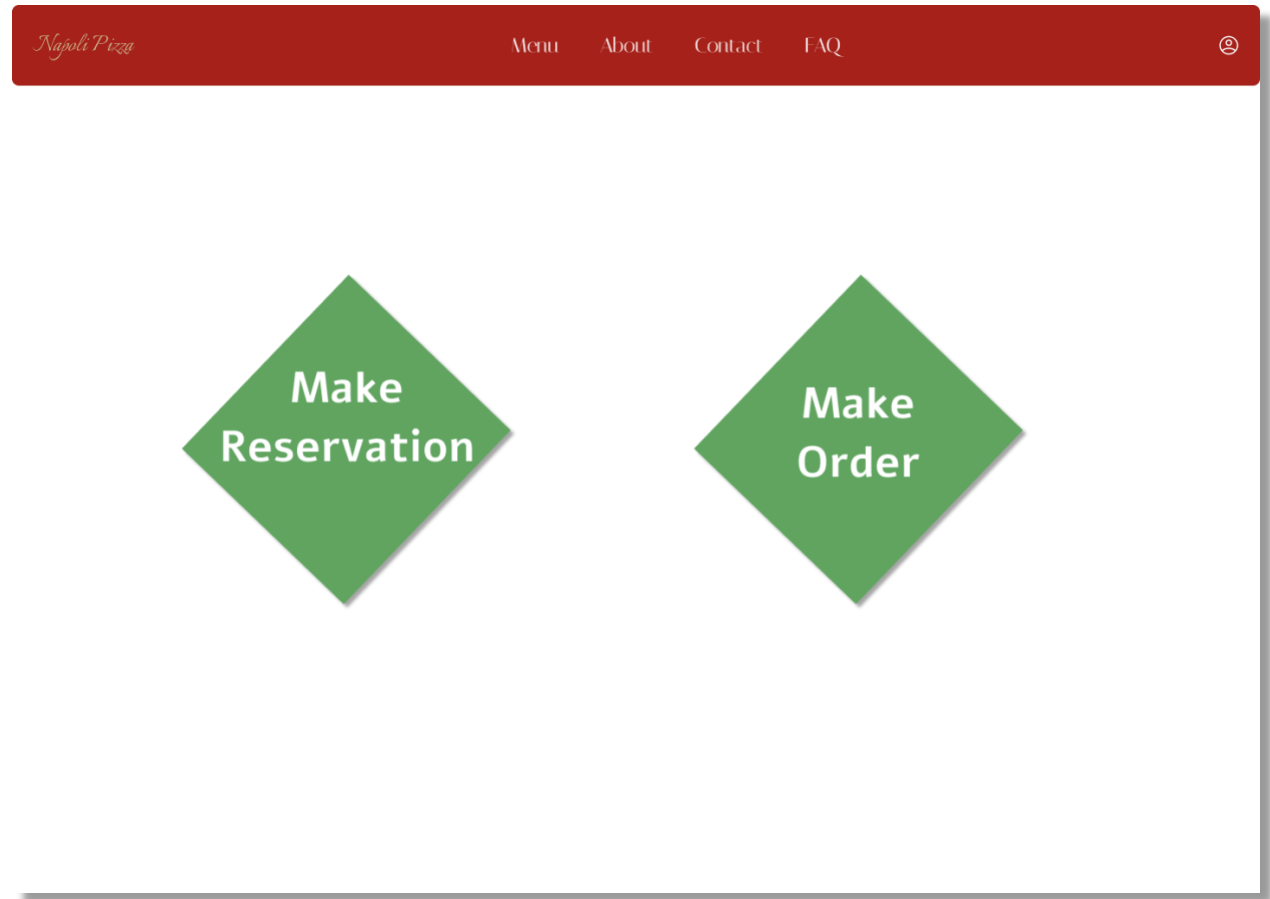 Napoli Pizza
Menu About Contact FAQ
Make
Reservation
Make
Order